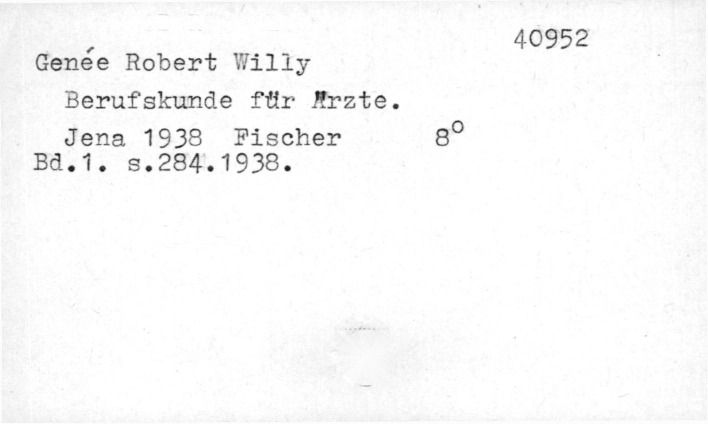 40952
Genée Robert Willy
Berufskunde für Ärzte.
Jena 1938 Fischer 8°
Bd.1. s.284.1938.